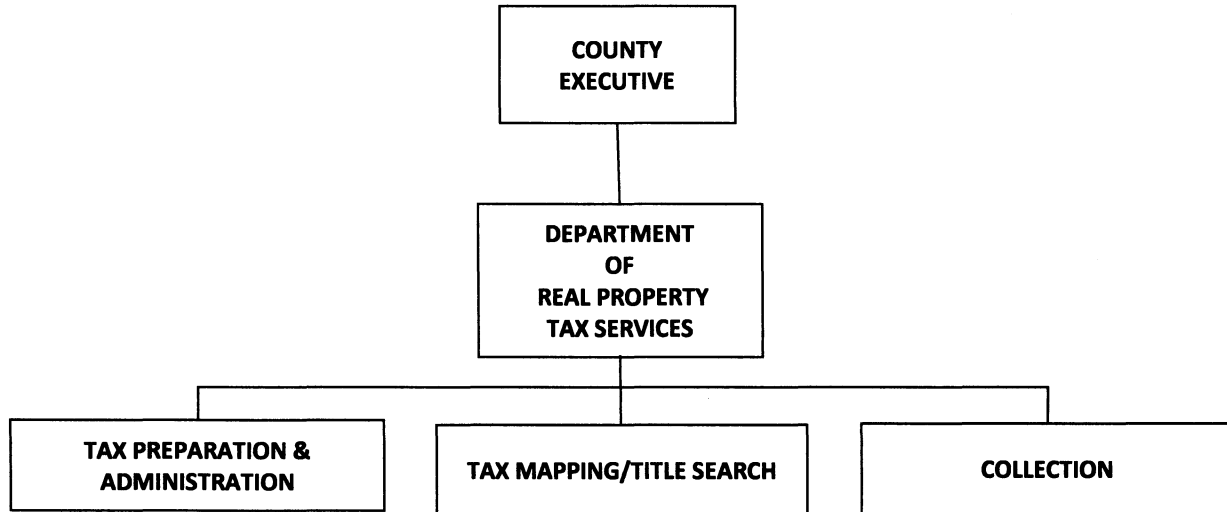 COUNTY
EXECUTIVE
DEPARTMENT
OF
REAL PROPERTY
TAX SERVICES
TAX PREPARATION &
ADMINISTRATION
TAX MAPPING/TITLE SEARCH
COLLECTION